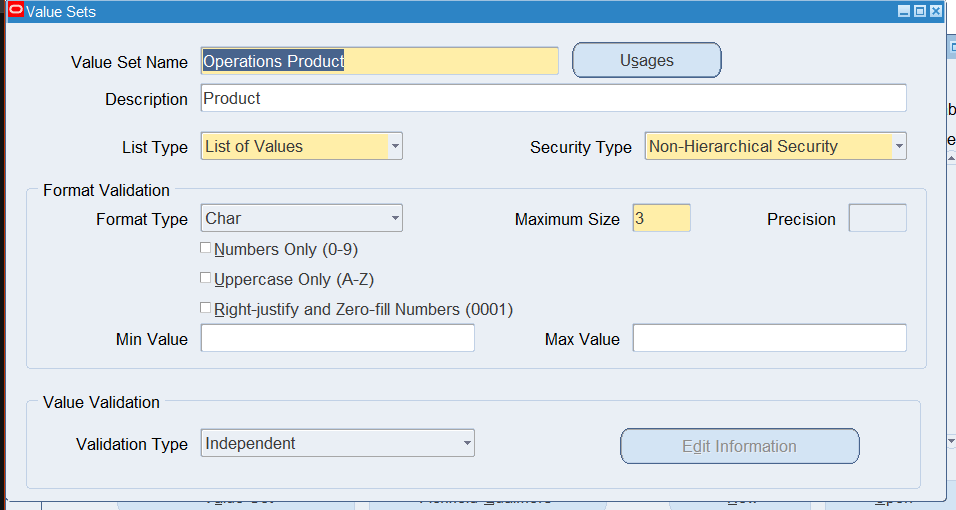 Value Sets
Value Set Name Operations Product Usages
Description Product
List Type List of Values Security Type Non-Hierarchical Security
Format Validation
Format Type Char Maximum Size 3 Precision
Numbers Only (0-9)
Uppercase Only (A-Z)
Right-justify and Zero-fill Numbers (0001)
Min Value Max Value
Value Validation
Validation Type Independent Edit Information